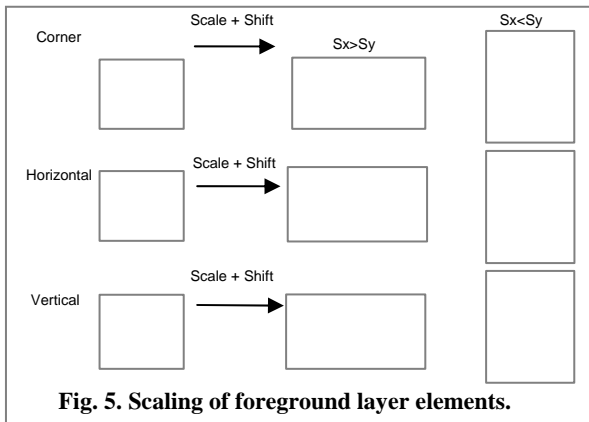 Corner
Scale + Shift
Sx>Sy
Sx<Sy
Horizontal
Scale + Shift
Vertical
Scale + Shift
Fig. 5. Scaling of foreground layer elements.